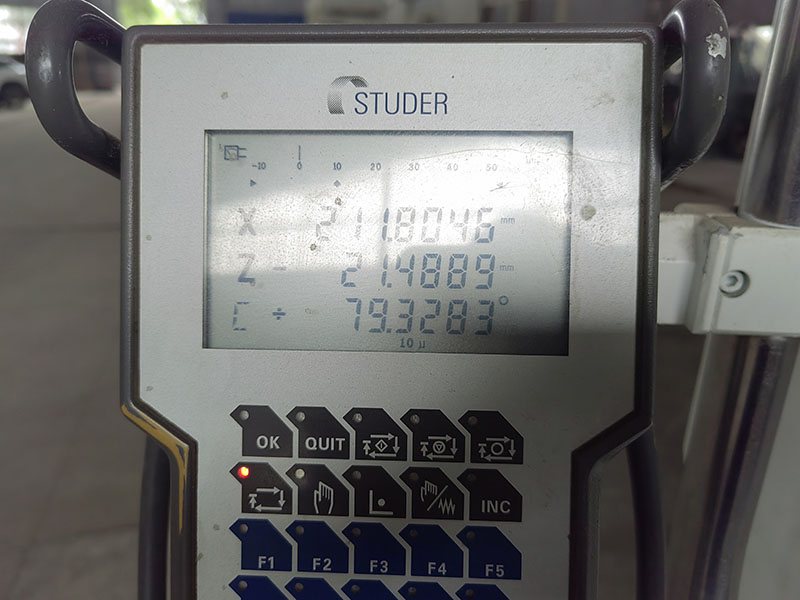 STUDER
-10 0 10 20 30 40 50
X 211.8046 mm
Z - 21.4889 mm
C ÷ 79.3283°
10 µ
OK QUIT
INC
F1 F2 F3 F4 F5